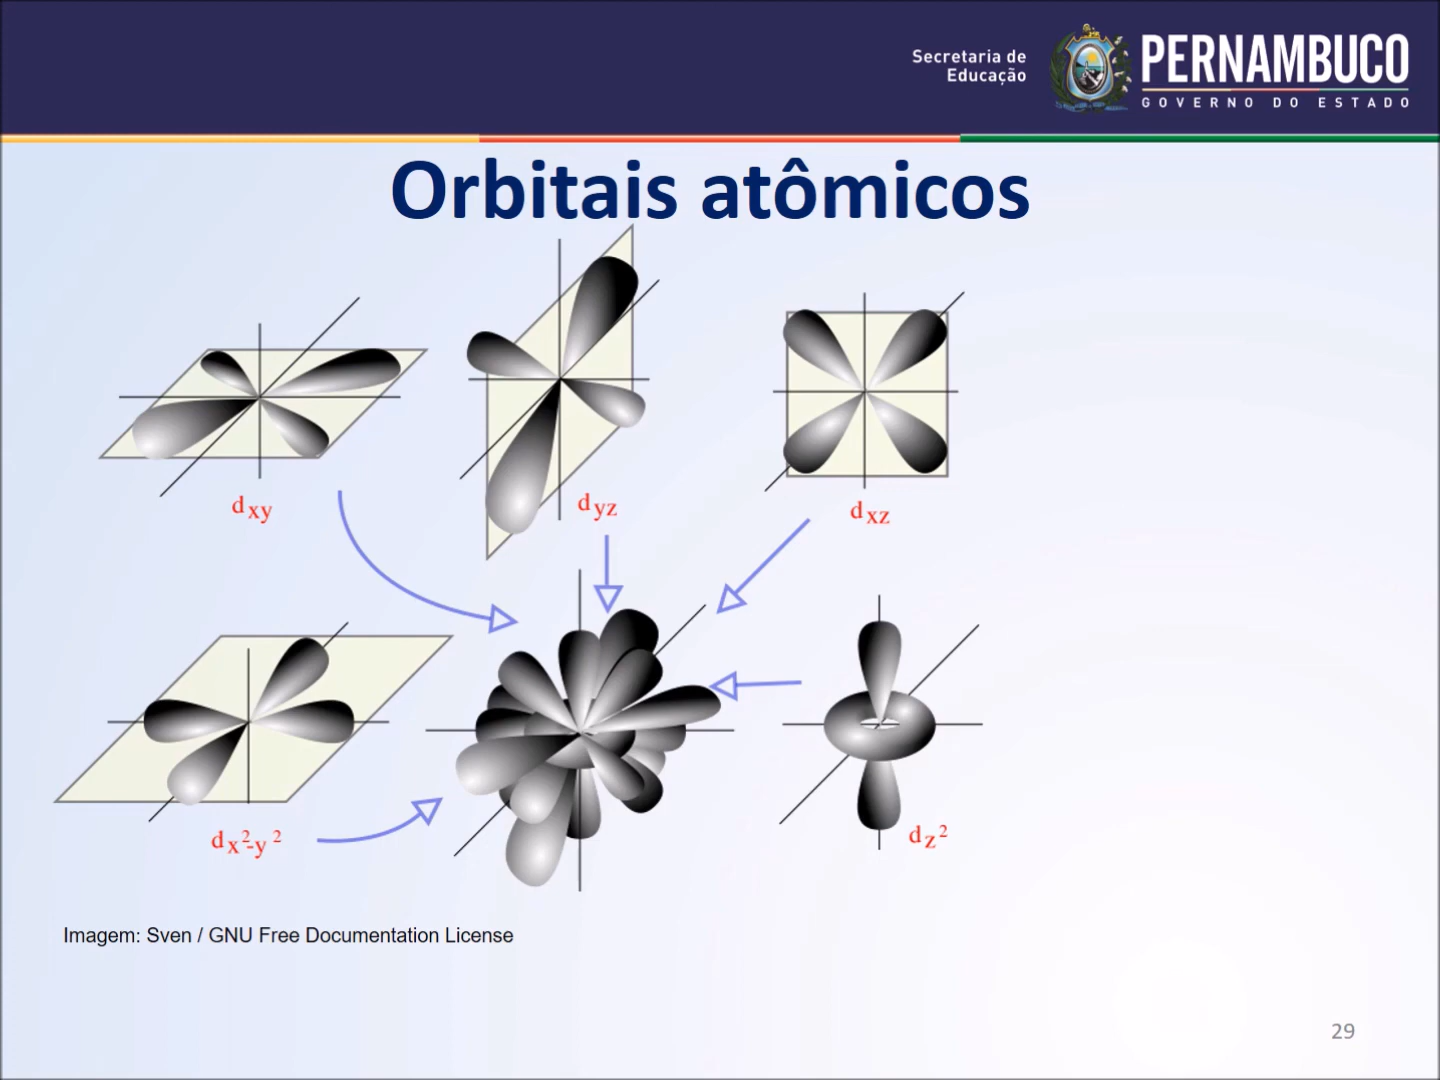 Secretaria de
Educação
PERNAMBUCO
GOVERNO DO ESTADO
Orbitais atômicos
dxy
dyz
dxz
dx²-y²
dz²
Imagem: Sven / GNU Free Documentation License
29